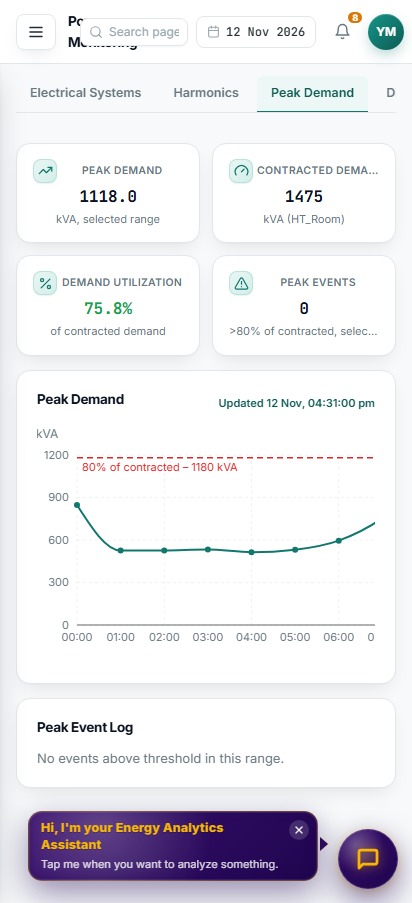 Search page
12 Nov 2026
8
YM
Monitoring
Electrical Systems
Harmonics
Peak Demand
D
PEAK DEMAND
1118.0
kVA, selected range
CONTRACTED DEMA...
1475
kVA (HT_Room)
DEMAND UTILIZATION
75.8%
of contracted demand
PEAK EVENTS
0
>80% of contracted, selec...
Peak Demand
Updated 12 Nov, 04:31:00 pm
kVA
1200
80% of contracted – 1180 kVA
900
600
300
0
00:00 01:00 02:00 03:00 04:00 05:00 06:00 0
Peak Event Log
No events above threshold in this range.
Hi, I'm your Energy Analytics
Assistant
Tap me when you want to analyze something.